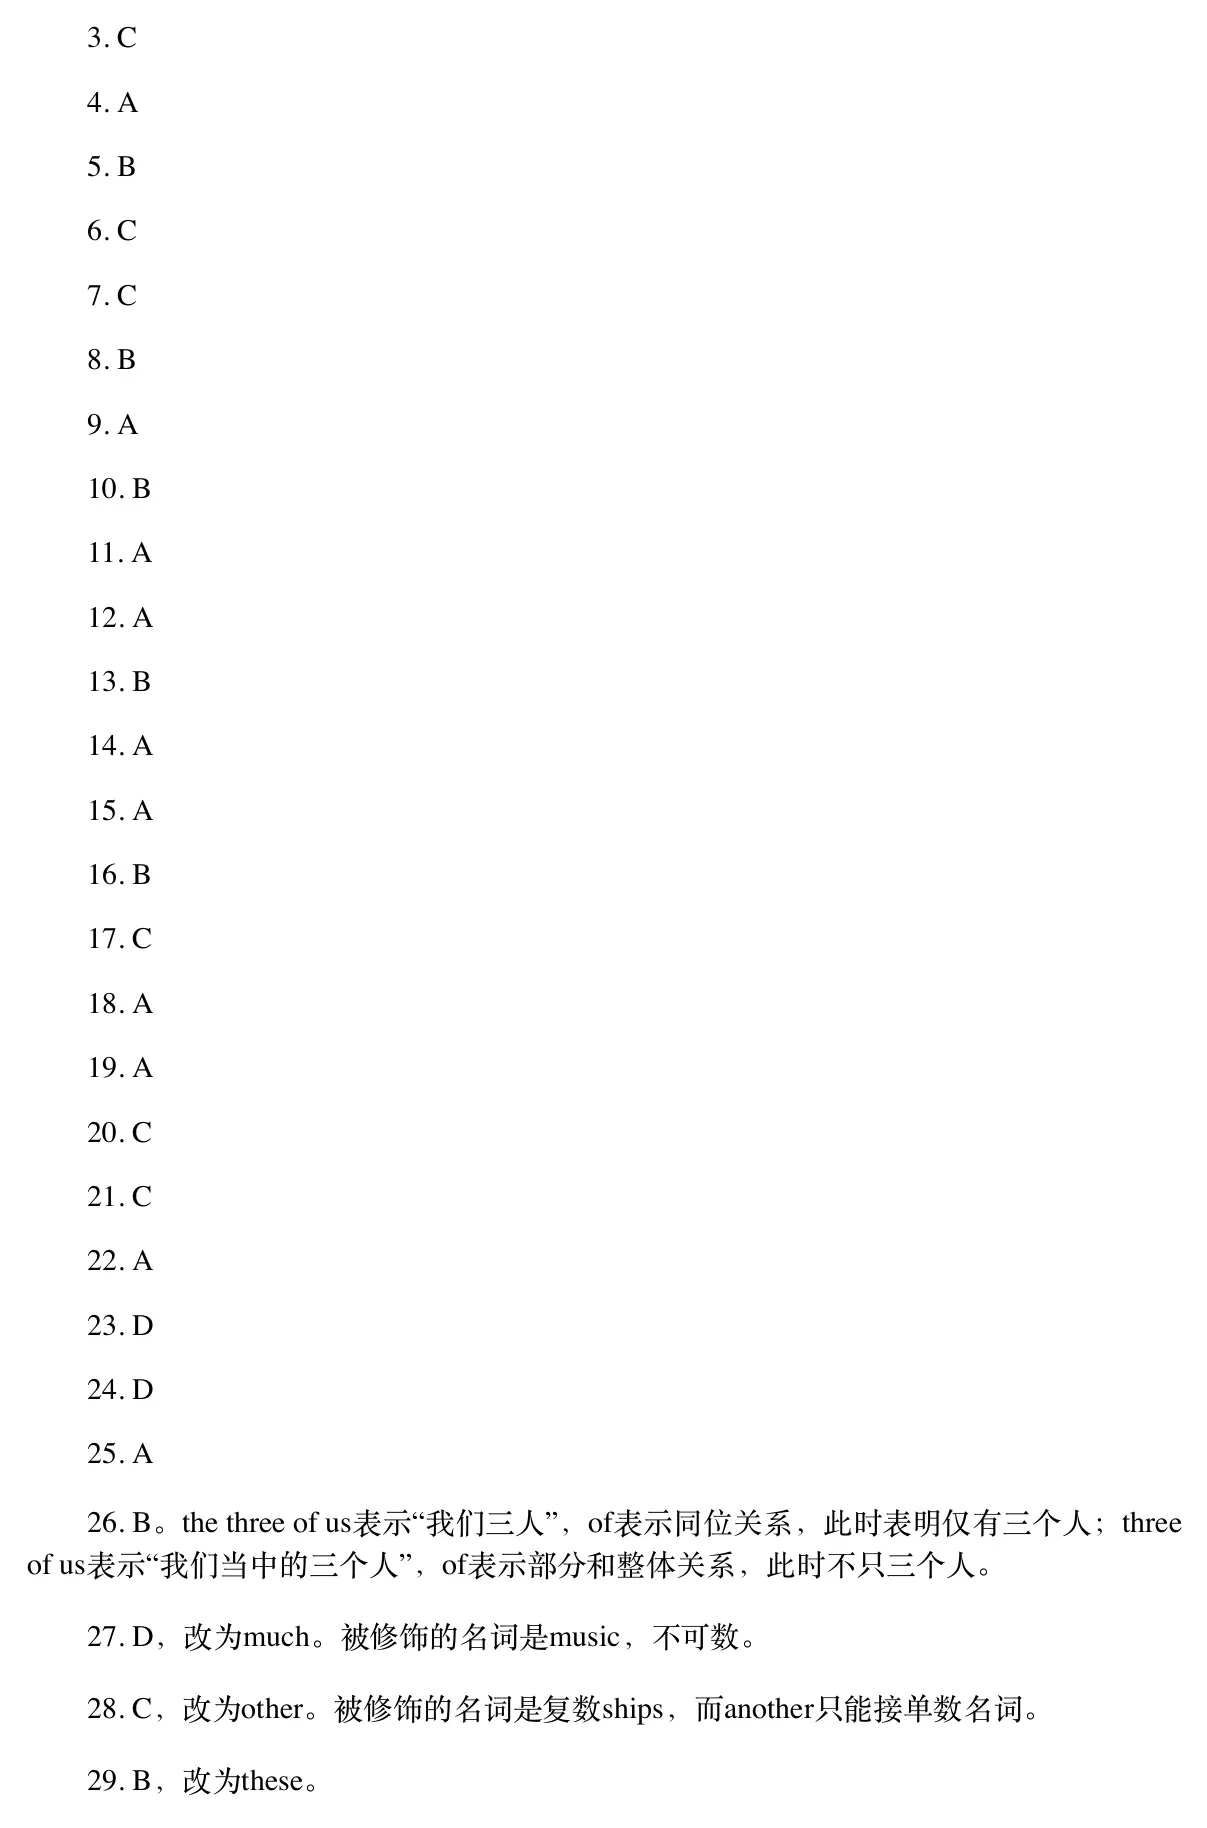 3. C
4. A
5. B
6. C
7. C
8. B
9. A
10. B
11. A
12. A
13. B
14. A
15. A
16. B
17. C
18. A
19. A
20. C
21. C
22. A
23. D
24. D
25. A
26. B。the three of us表示“我们三人”，of表示同位关系，此时表明仅有三个人；three
of us表示“我们当中的三个人”，of表示部分和整体关系，此时不只三个人。
27. D，改为much。被修饰的名词是music，不可数。
28. C，改为other。被修饰的名词是复数ships，而another只能接单数名词。
29. B，改为these。